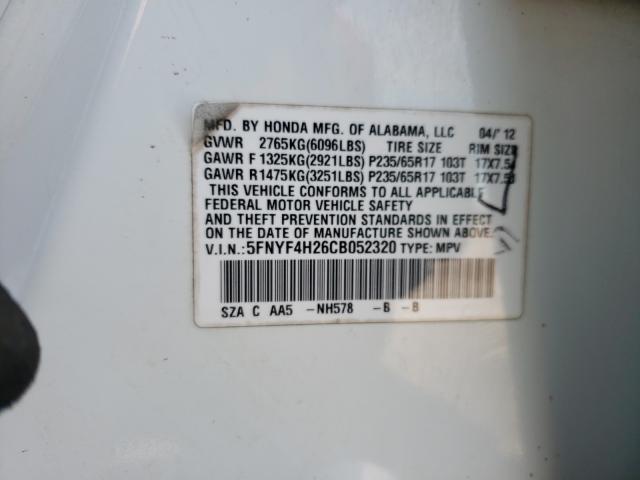 MFD. BY HONDA MFG. OF ALABAMA, LLC 04/12
GVWR 2765KG(6096LBS) TIRE SIZE RIM SIZE
GAWR F 1325KG(2921LBS) P235/65R17 103T 17X7.5J
GAWR R1475KG(3251LBS) P235/65R17 103T 17X7.5J
THIS VEHICLE CONFORMS TO ALL APPLICABLE
FEDERAL MOTOR VEHICLE SAFETY
AND THEFT PREVENTION STANDARDS IN EFFECT
ON THE DATE OF MANUFACTURE SHOWN ABOVE.
V.I.N.:5FNYF4H26CB052320 TYPE: MPV
SZA C AA5 -NH578 -B -B